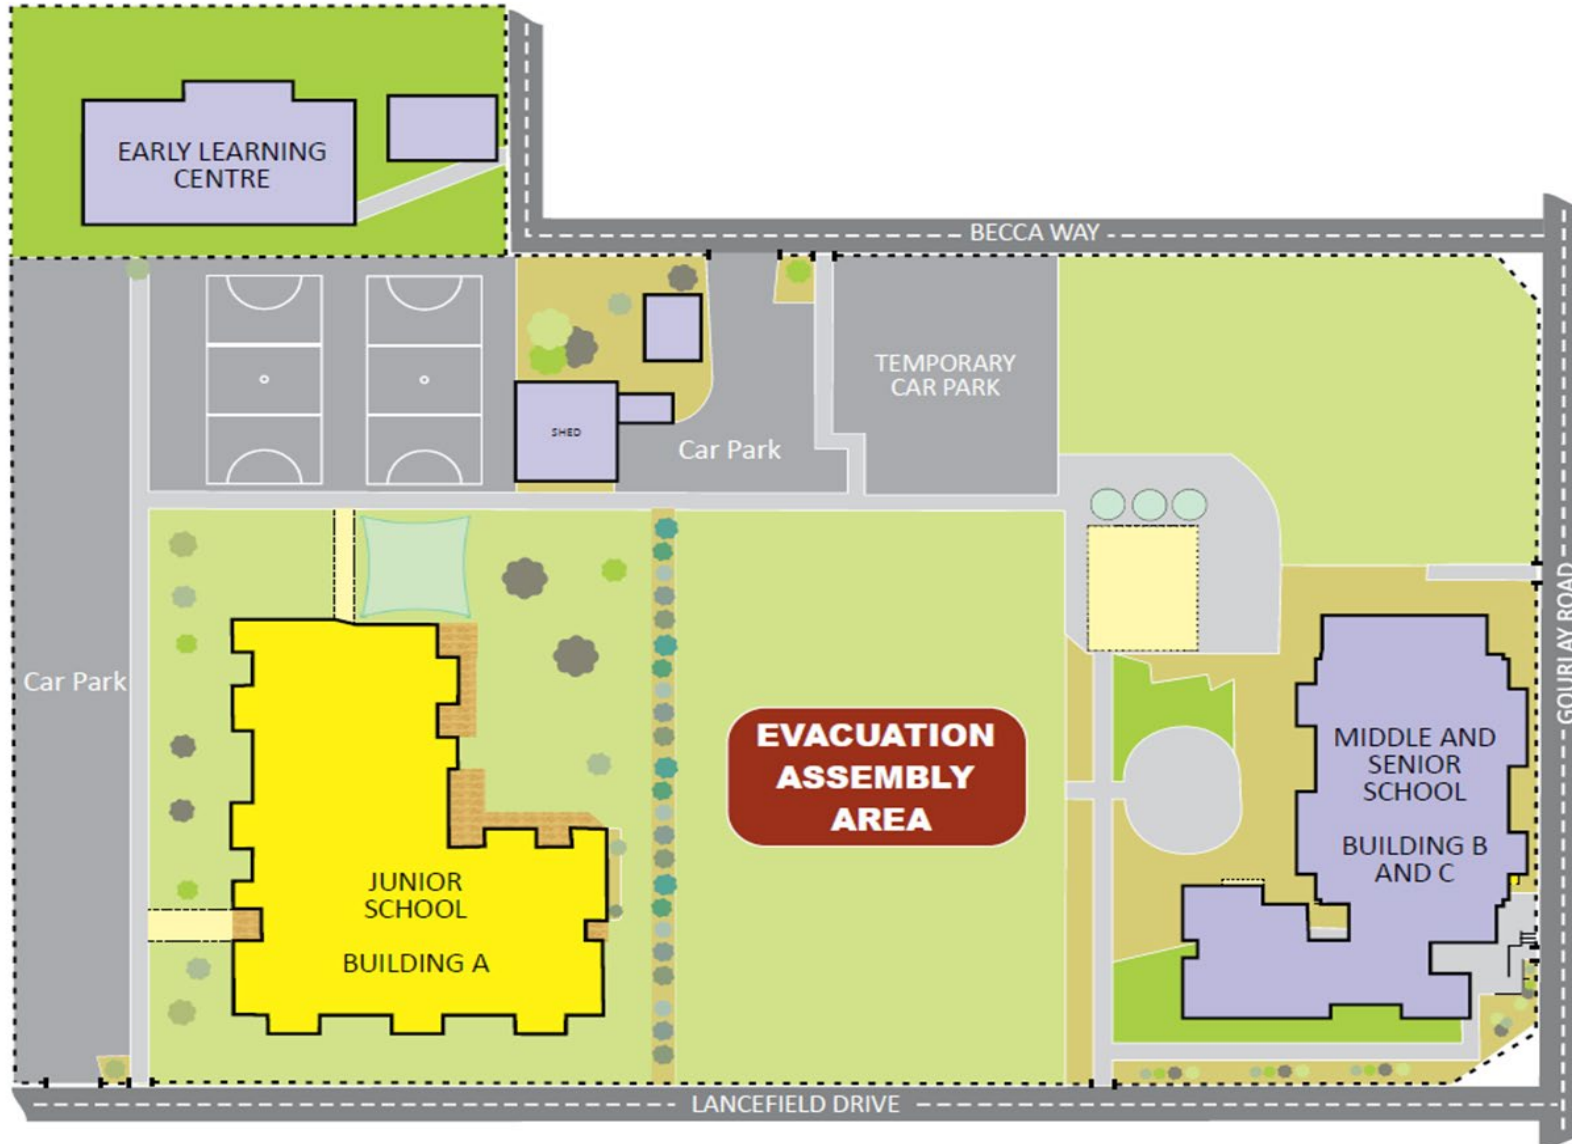 EARLY LEARNING
CENTRE
BECCA WAY
TEMPORARY
CAR PARK
SHED
Car Park
Car Park
GOURLAY ROAD
EVACUATION
ASSEMBLY
AREA
MIDDLE AND
SENIOR
SCHOOL
BUILDING B
AND C
JUNIOR
SCHOOL
BUILDING A
LANCEFIELD DRIVE